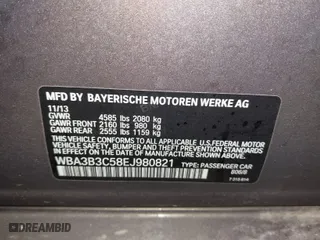 MFD BY BAYERISCHE MOTOREN WERKE AG
11/13
GVWR 4585 lbs 2080 kg
GAWR FRONT 2160 lbs 980 kg
GAWR REAR 2555 lbs 1159 kg
THIS VEHICLE CONFORMS TO ALL APPLICABLE U.S. FEDERAL MOTOR
VEHICLE SAFETY, BUMPER, AND THEFT PREVENTION STANDARDS IN
EFFECT ON THE DATE OF MANUFACTURE SHOWN ABOVE.
WBA3B3C58EJ980821 TYPE: PASSENGER CAR
DREAMBID